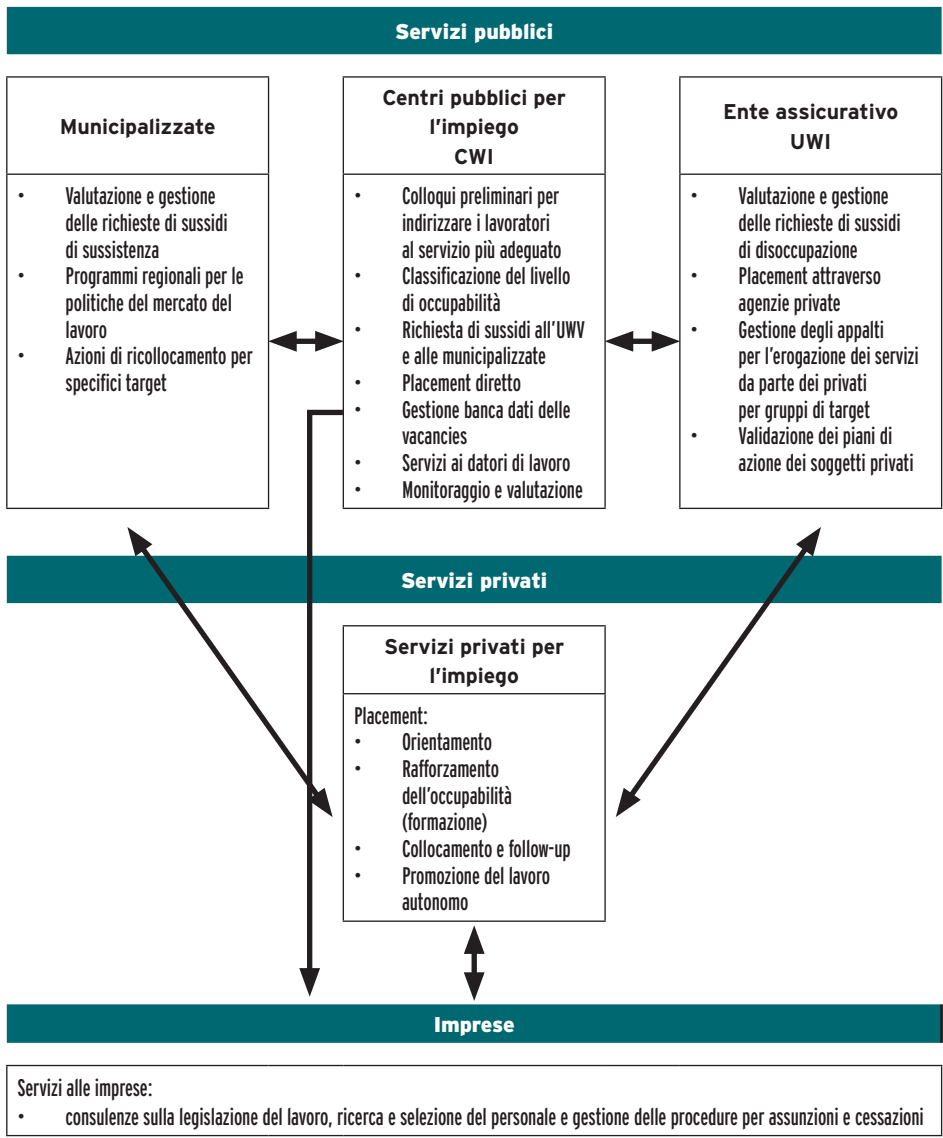 Servizi pubblici
Municipalizzate
• Valutazione e gestione
delle richieste di sussidi
di sussistenza
• Programmi regionali per le
politiche del mercato del
lavoro
• Azioni di ricollocamento per
specifici target
Centri pubblici per
l'impiego
CWI
• Colloqui preliminari per
indirizzare i lavoratori
al servizio più adeguato
• Classificazione del livello
di occupabilità
• Richiesta di sussidi all'UWV
e alle municipalizzate
• Placement diretto
• Gestione banca dati delle
vacancies
• Servizi ai datori di lavoro
• Monitoraggio e valutazione
Ente assicurativo
UWI
• Valutazione e gestione
delle richieste di sussidi
di disoccupazione
• Placement attraverso
agenzie private
• Gestione degli appalti
per l'erogazione dei servizi
da parte dei privati
per gruppi di target
• Validazione dei piani di
azione dei soggetti privati
Servizi privati
Servizi privati per
l'impiego
Placement:
• Orientamento
• Rafforzamento
dell'occupabilità
(formazione)
• Collocamento e follow-up
• Promozione del lavoro
autonomo
Imprese
Servizi alle imprese:
• consulenze sulla legislazione del lavoro, ricerca e selezione del personale e gestione delle procedure per assunzioni e cessazioni